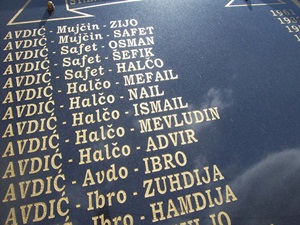 AVDIĆ - Mujčin - ZIJO
AVDIĆ - Mujčin - SAFET
AVDIĆ - Safet - OSMAN
AVDIĆ - Safet - ŠEFIK
AVDIĆ - Safet - HALČO
AVDIĆ - Halčo - MEFAIL
AVDIĆ - Halčo - NAIL
AVDIĆ - Halčo - ISMAIL
AVDIĆ - Halčo - MEVLUDIN
AVDIĆ - Halčo - ADVIR
AVDIĆ - Avdo - IBRO
AVDIĆ - Ibro - ZUHDIJA
AVDIĆ - Ibro - HAMDIJA